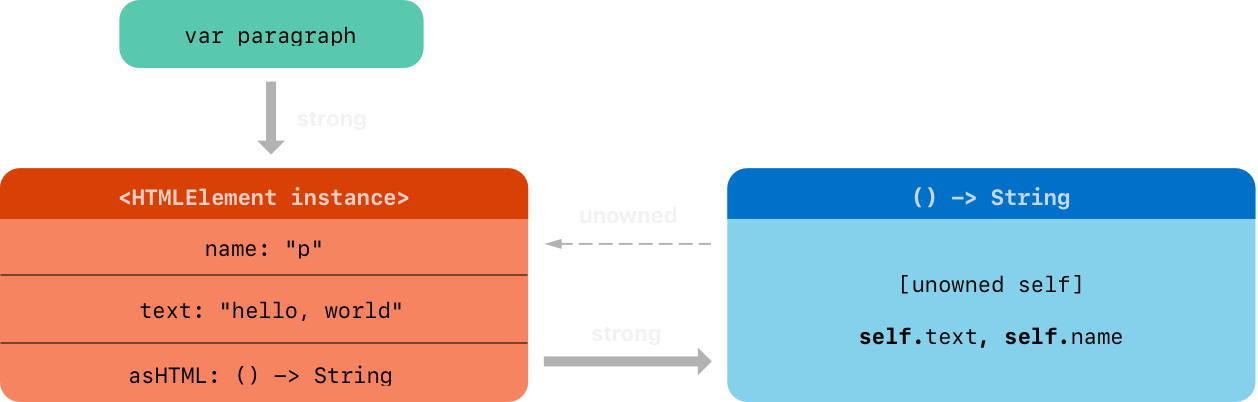 var paragraph
strong
<HTMLElement instance>
() -> String
name: "p"
unowned
text: "hello, world"
[unowned self]
strong
self.text, self.name
asHTML: () -> String